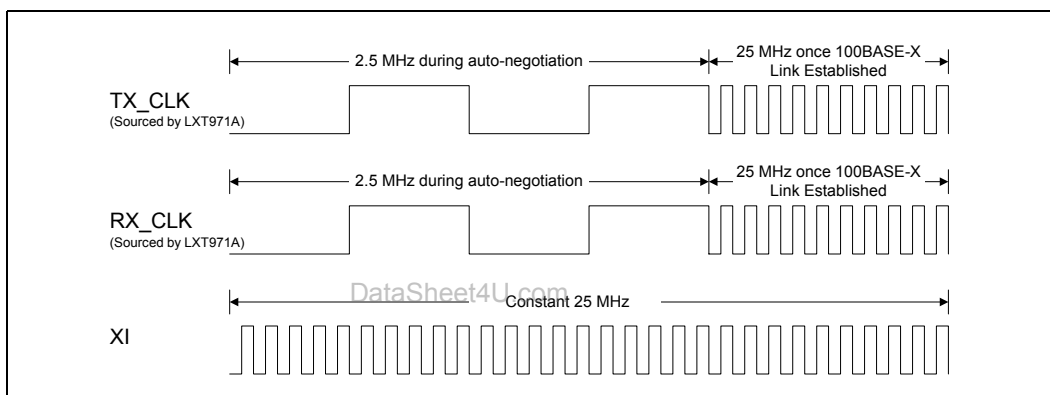 2.5 MHz during auto-negotiation
25 MHz once 100BASE-X
Link Established
TX_CLK
(Sourced by LXT971A)
2.5 MHz during auto-negotiation
25 MHz once 100BASE-X
Link Established
RX_CLK
(Sourced by LXT971A)
DataSheet4U.com
Constant 25 MHz
XI